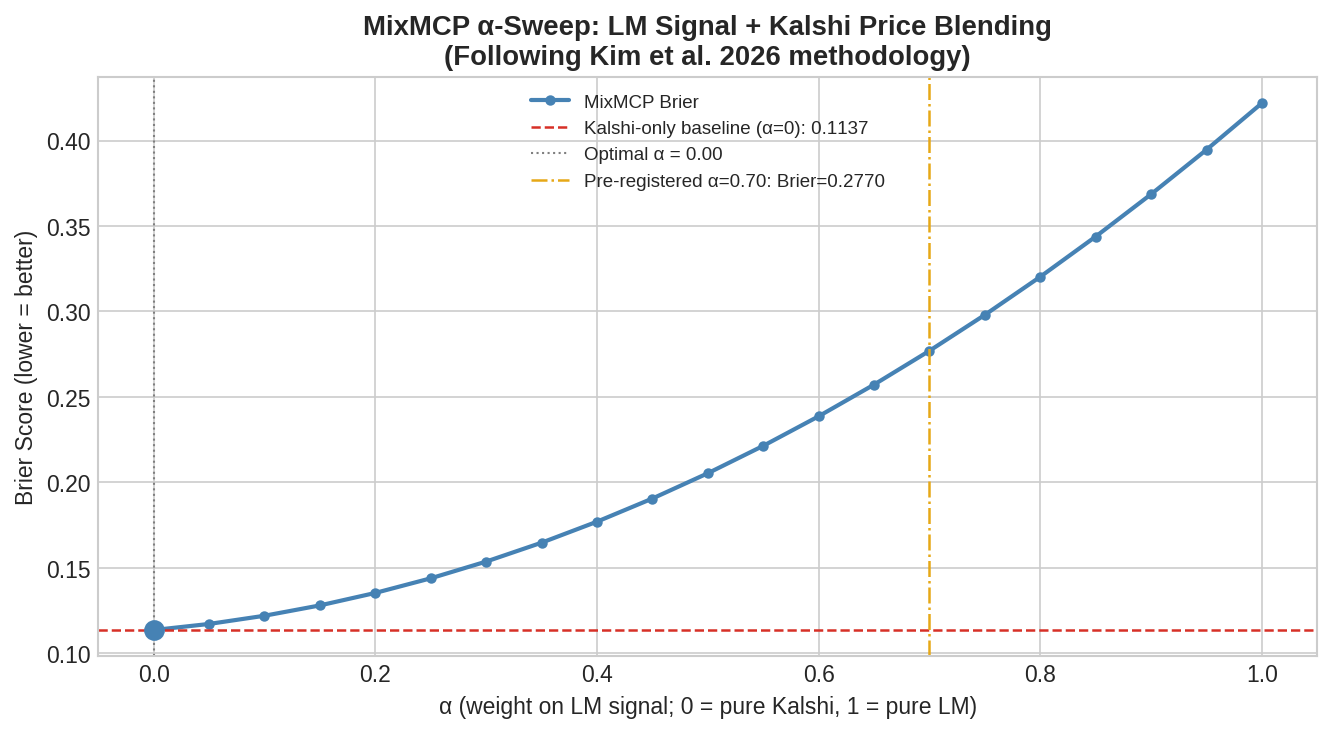 MixMCP α-Sweep: LM Signal + Kalshi Price Blending
(Following Kim et al. 2026 methodology)
MixMCP Brier
Kalshi-only baseline (α=0): 0.1137
Optimal α = 0.00
Pre-registered α=0.70: Brier=0.2770
Brier Score (lower = better)
0.40
0.35
0.30
0.25
0.20
0.15
0.10
0.0 0.2 0.4 0.6 0.8 1.0
α (weight on LM signal; 0 = pure Kalshi, 1 = pure LM)